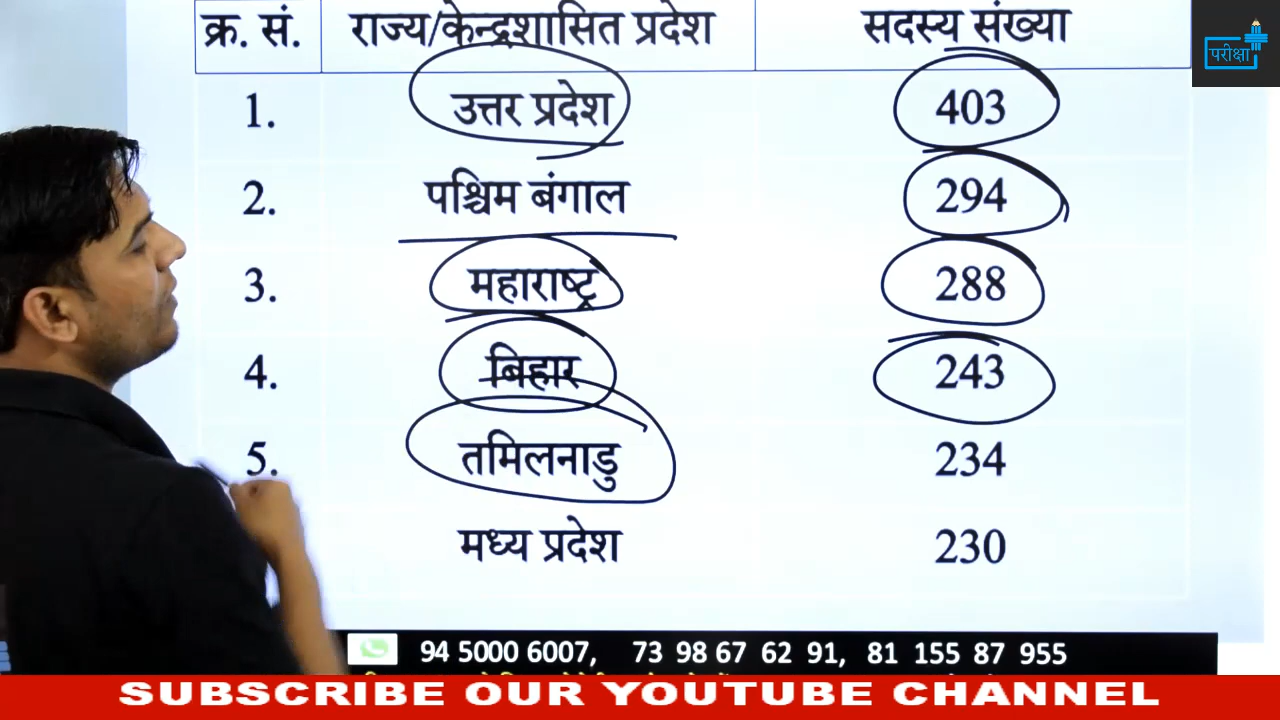 क्र. सं. राज्य/केन्द्रशासित प्रदेश सदस्य संख्या
परीक्षा
1. उत्तर प्रदेश 403
2. पश्चिम बंगाल 294
3. महाराष्ट्र 288
4. बिहार 243
5. तमिलनाडु 234
मध्य प्रदेश 230
94 5000 6007, 73 98 67 62 91, 81 155 87 955
SUBSCRIBE OUR YOUTUBE CHANNEL